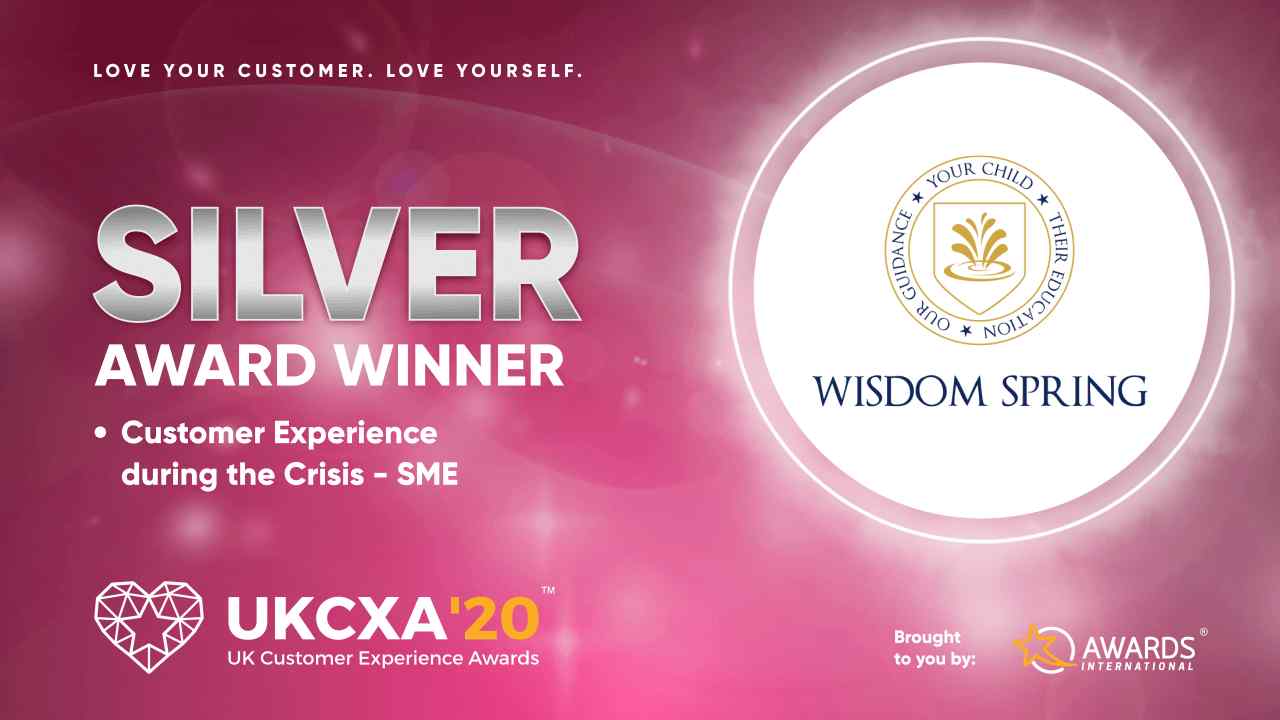 LOVE YOUR CUSTOMER. LOVE YOURSELF.
SILVER
AWARD WINNER
• Customer Experience
during the Crisis - SME
YOUR CHILD ★ THEIR EDUCATION ★ OUR GUIDANCE ★
WISDOM SPRING
UKCXA'20™
UK Customer Experience Awards
Brought
to you by:
AWARDS®
INTERNATIONAL